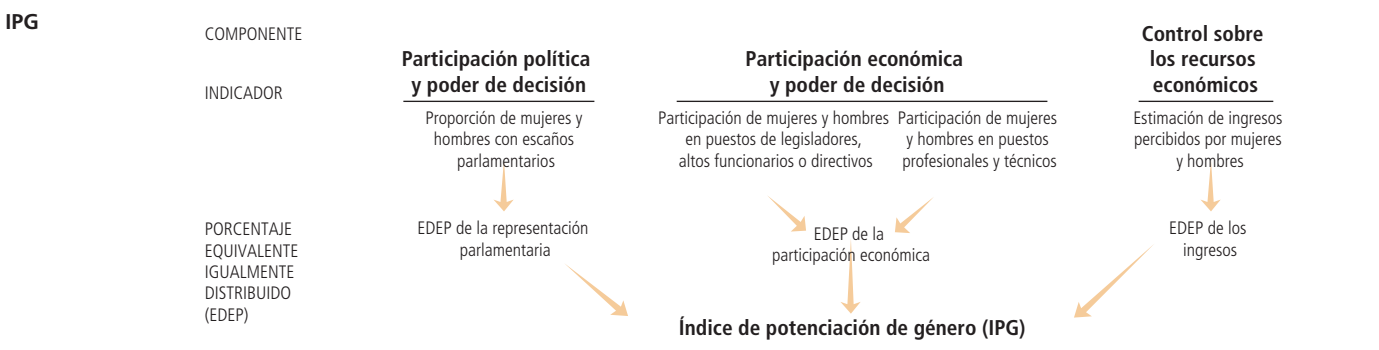 IPG
COMPONENTE
Participación política
y poder de decisión
Participación económica
y poder de decisión
Control sobre
los recursos
económicos
INDICADOR
Proporción de mujeres y
hombres con escaños
parlamentarios
Participación de mujeres y hombres
en puestos de legisladores,
altos funcionarios o directivos
Participación de mujeres
y hombres en puestos
profesionales y técnicos
Estimación de ingresos
percibidos por mujeres
y hombres
PORCENTAJE
EQUIVALENTE
IGUALMENTE
DISTRIBUIDO
(EDEP)
EDEP de la representación
parlamentaria
EDEP de la
participación económica
EDEP de los
ingresos
Índice de potenciación de género (IPG)